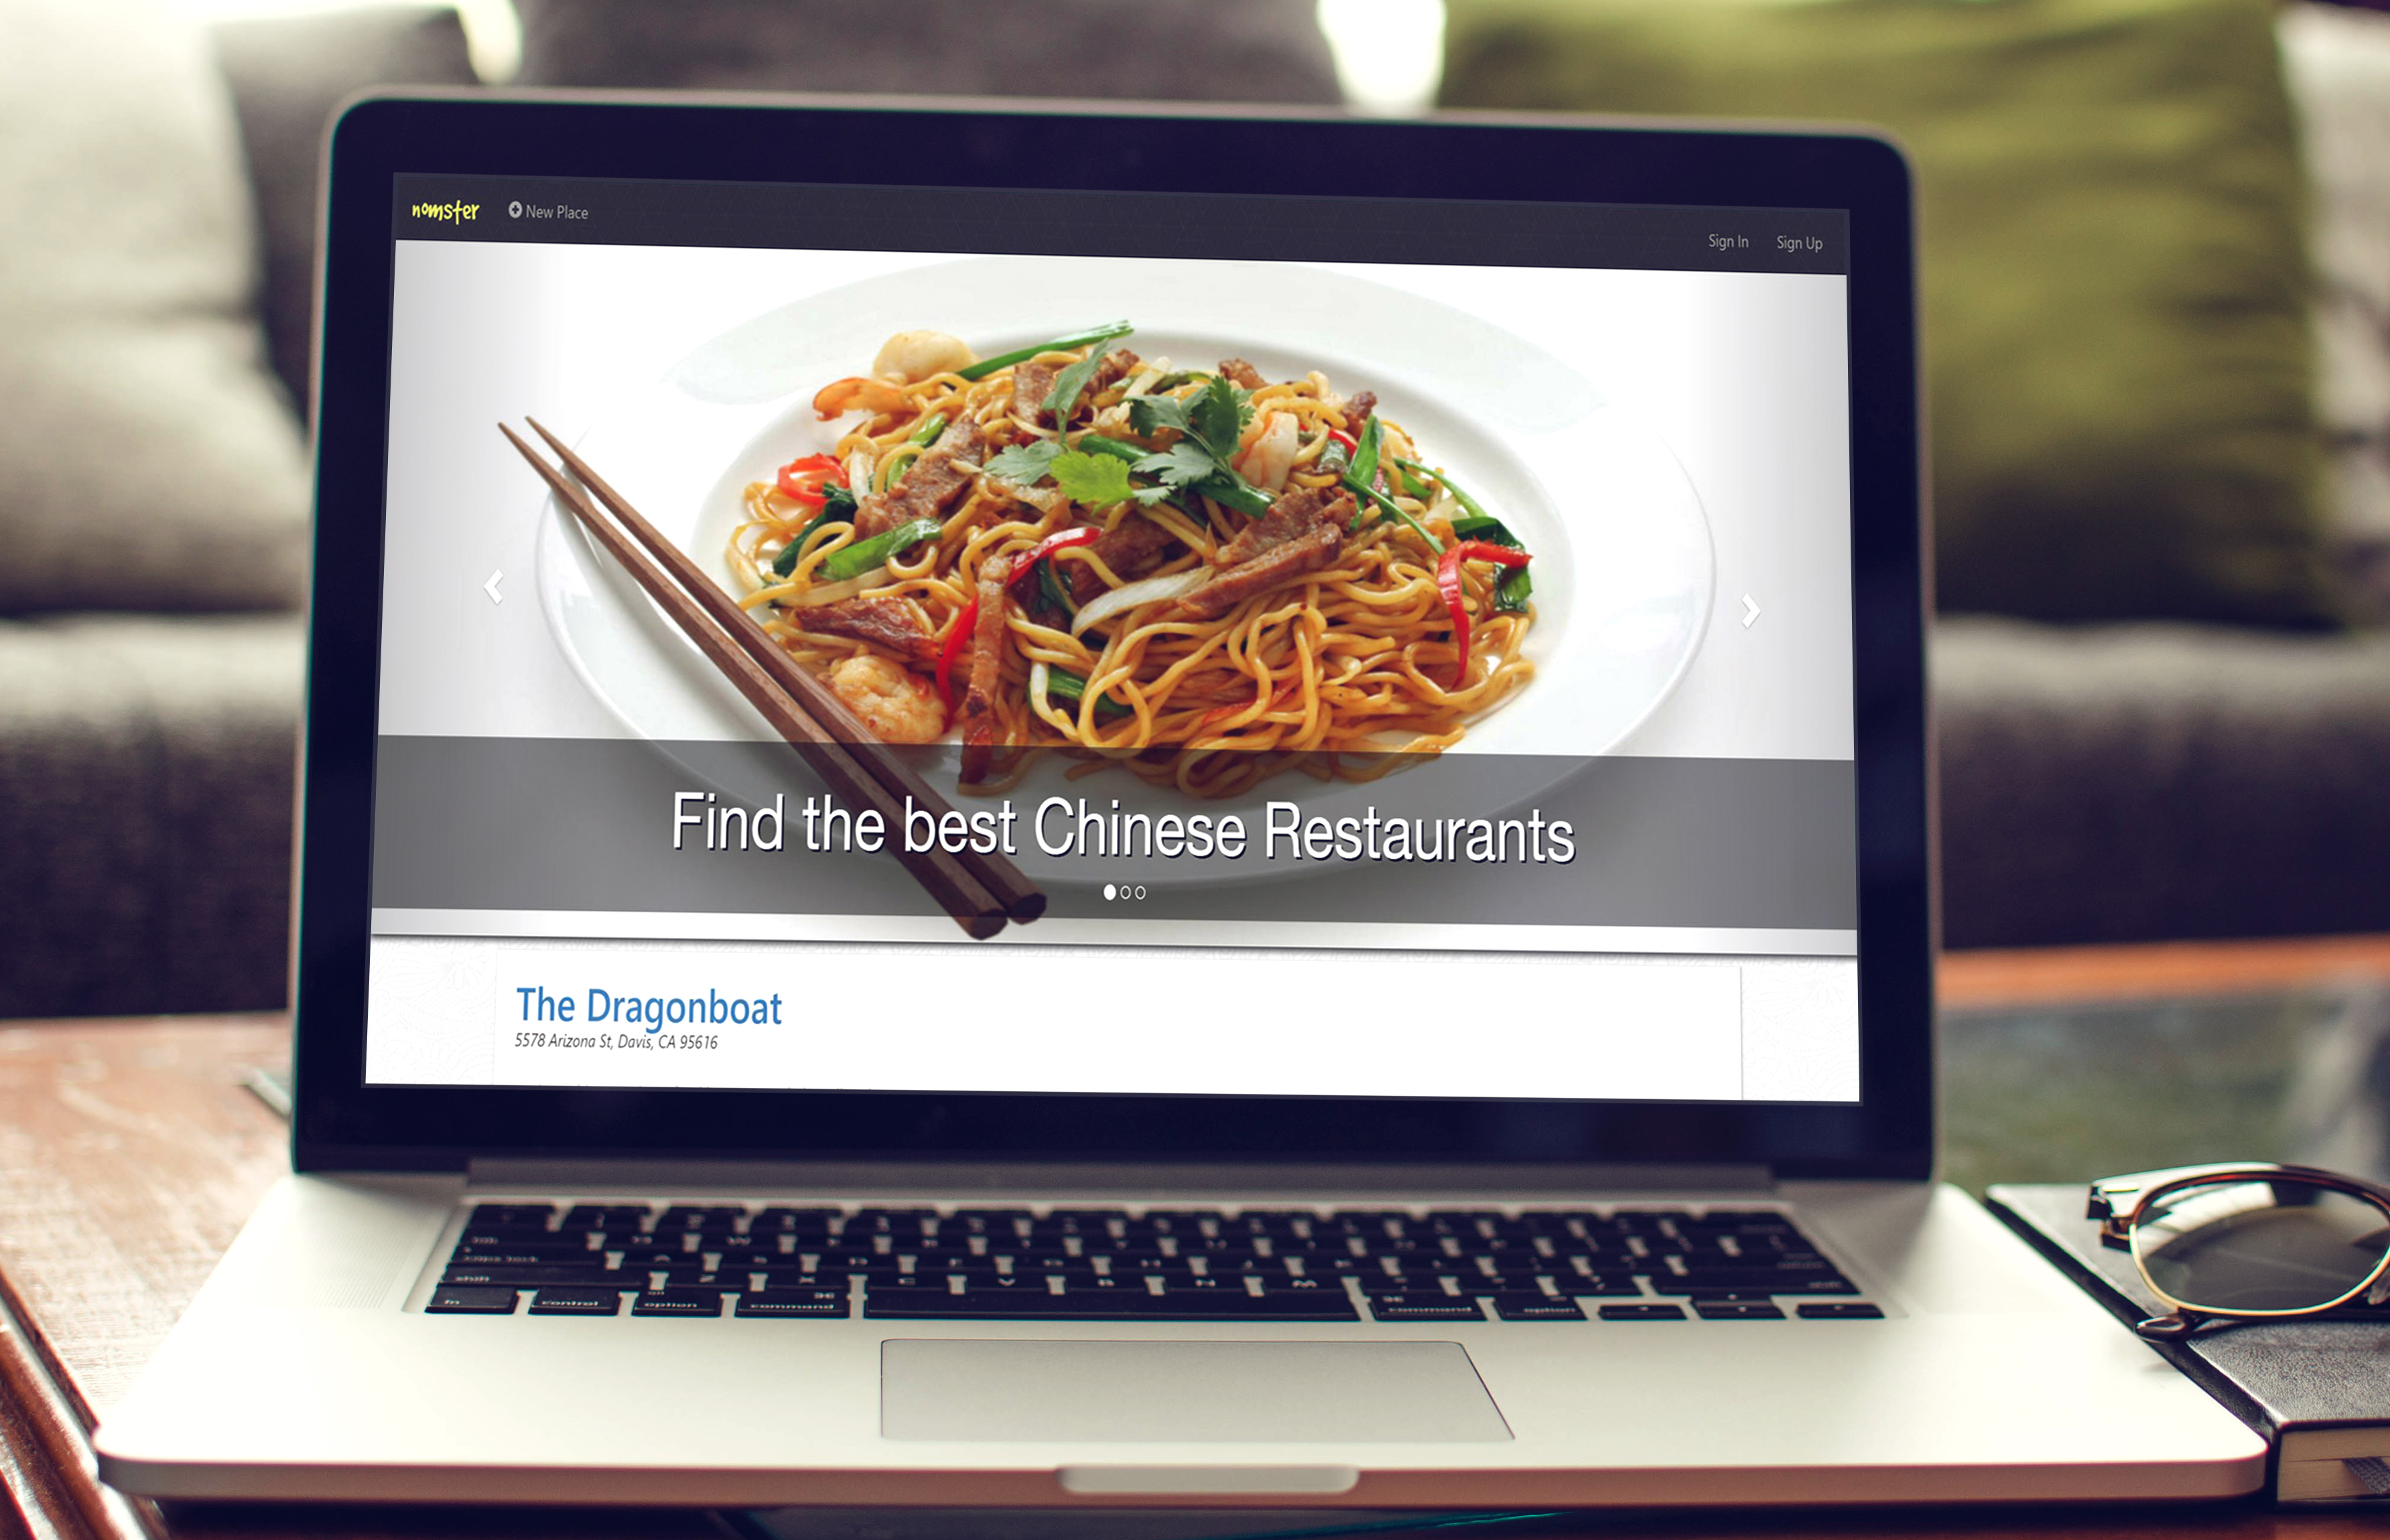 nomster
New Place
Sign In
Sign Up
Find the best Chinese Restaurants
The Dragonboat
5578 Arizona St, Davis, CA 95616
shift
Z X C V B N M
fn
control
option
command
command
option